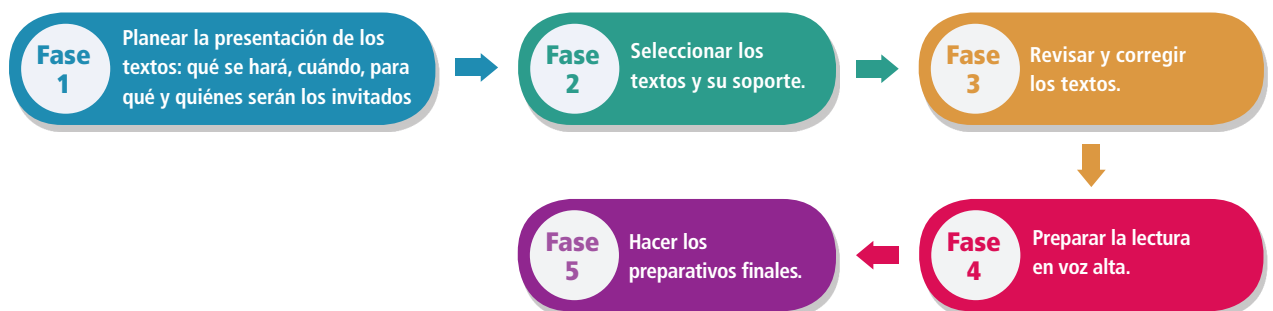 Fase
1
Planear la presentación de los
textos: qué se hará, cuándo, para
qué y quiénes serán los invitados
Fase
2
Seleccionar los
textos y su soporte.
Fase
3
Revisar y corregir
los textos.
Fase
4
Preparar la lectura
en voz alta.
Fase
5
Hacer los
preparativos finales.